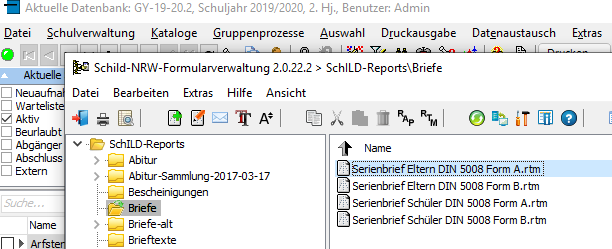 Aktuelle Datenbank: GY-19-20.2, Schuljahr 2019/2020, 2. Hj., Benutzer: Admin
Datei Schulverwaltung Kataloge Gruppenprozesse Auswahl Druckausgabe Datenaustausch Extras
Drucken
Aktuelle
Neuaufnah
Warteliste
Aktiv
Beurlaubt
Abgänger
Abschluss
Extern
Suche...
Name
Arfsten
Schild-NRW-Formularverwaltung 2.0.22.2 > SchILD-Reports\Briefe
Datei Bearbeiten Extras Hilfe Ansicht
RAP RTM
SchILD-Reports
Abitur
Abitur-Sammlung-2017-03-17
Bescheinigungen
Briefe
Briefe-alt
Brieftexte
Name
Serienbrief Eltern DIN 5008 Form A.rtm
Serienbrief Eltern DIN 5008 Form B.rtm
Serienbrief Schüler DIN 5008 Form A.rtm
Serienbrief Schüler DIN 5008 Form B.rtm